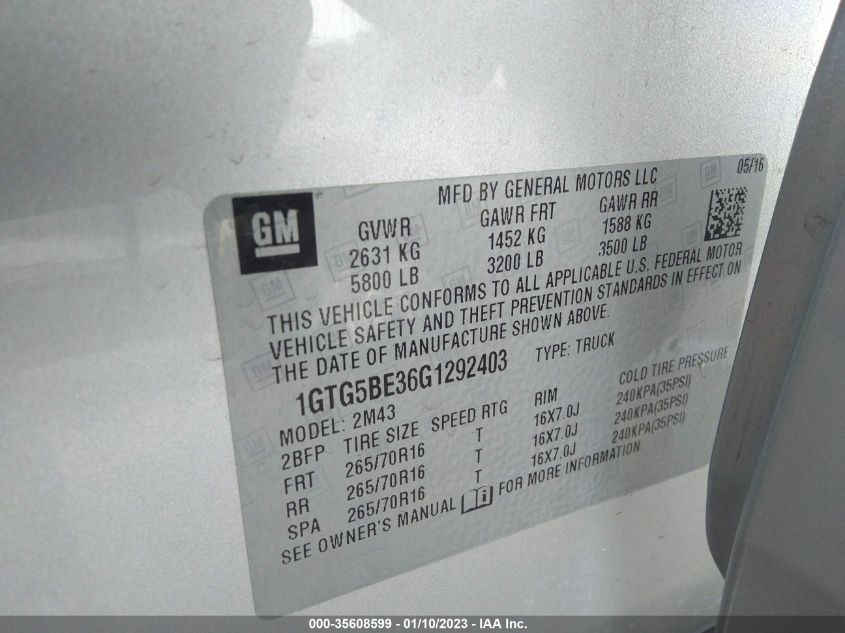 GM
MFD BY GENERAL MOTORS LLC
05/16
GVWR GAWR FRT GAWR RR
2631 KG 1452 KG 1588 KG
5800 LB 3200 LB 3500 LB
THIS VEHICLE CONFORMS TO ALL APPLICABLE U.S. FEDERAL MOTOR
VEHICLE SAFETY AND THEFT PREVENTION STANDARDS IN EFFECT ON
THE DATE OF MANUFACTURE SHOWN ABOVE.
1GTG5BE36G1292403 TYPE: TRUCK
MODEL: 2M43
2BFP TIRE SIZE SPEED RTG RIM COLD TIRE PRESSURE
FRT 265/70R16 T 16X7.0J 240KPA(35PSI)
RR 265/70R16 T 16X7.0J 240KPA(35PSI)
SPA 265/70R16 T 16X7.0J 240KPA(35PSI)
SEE OWNER'S MANUAL FOR MORE INFORMATION.
000-35608599 - 01/10/2023 - IAA Inc.